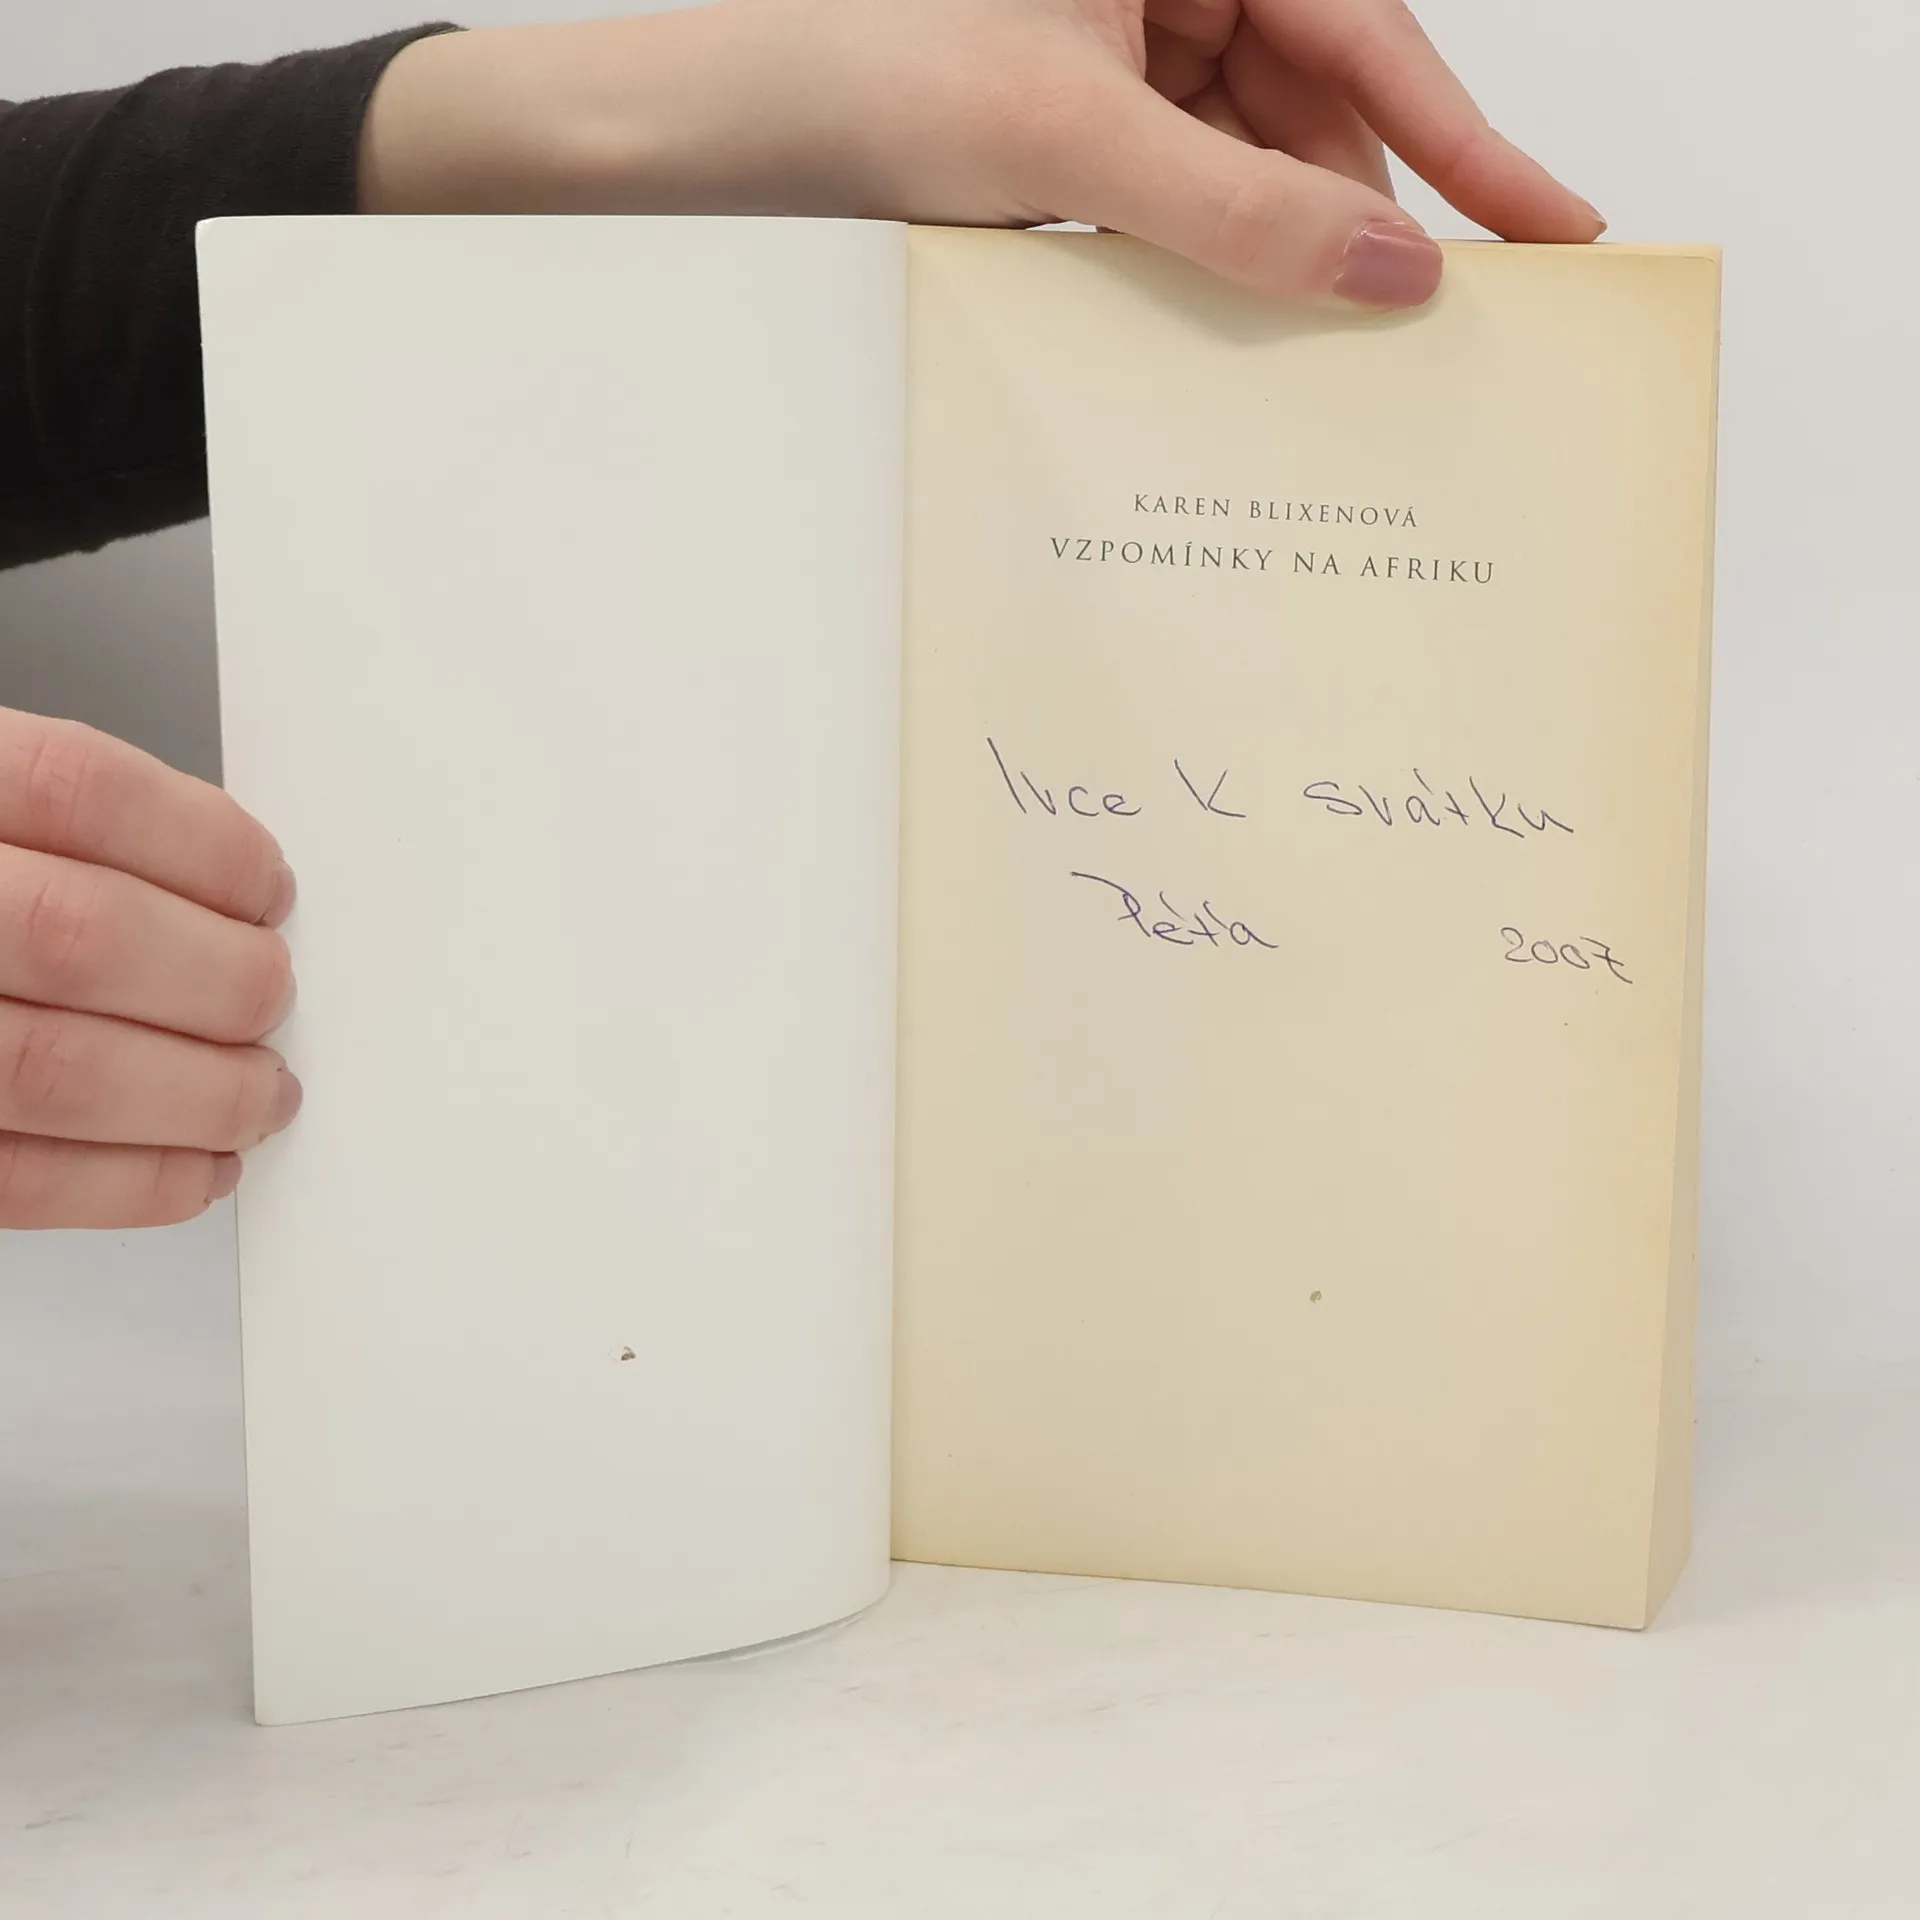 KAREN BLIXENOVÁ
VZPOMÍNKY NA AFRIKU
Ivce k svátku
Péťa 2007